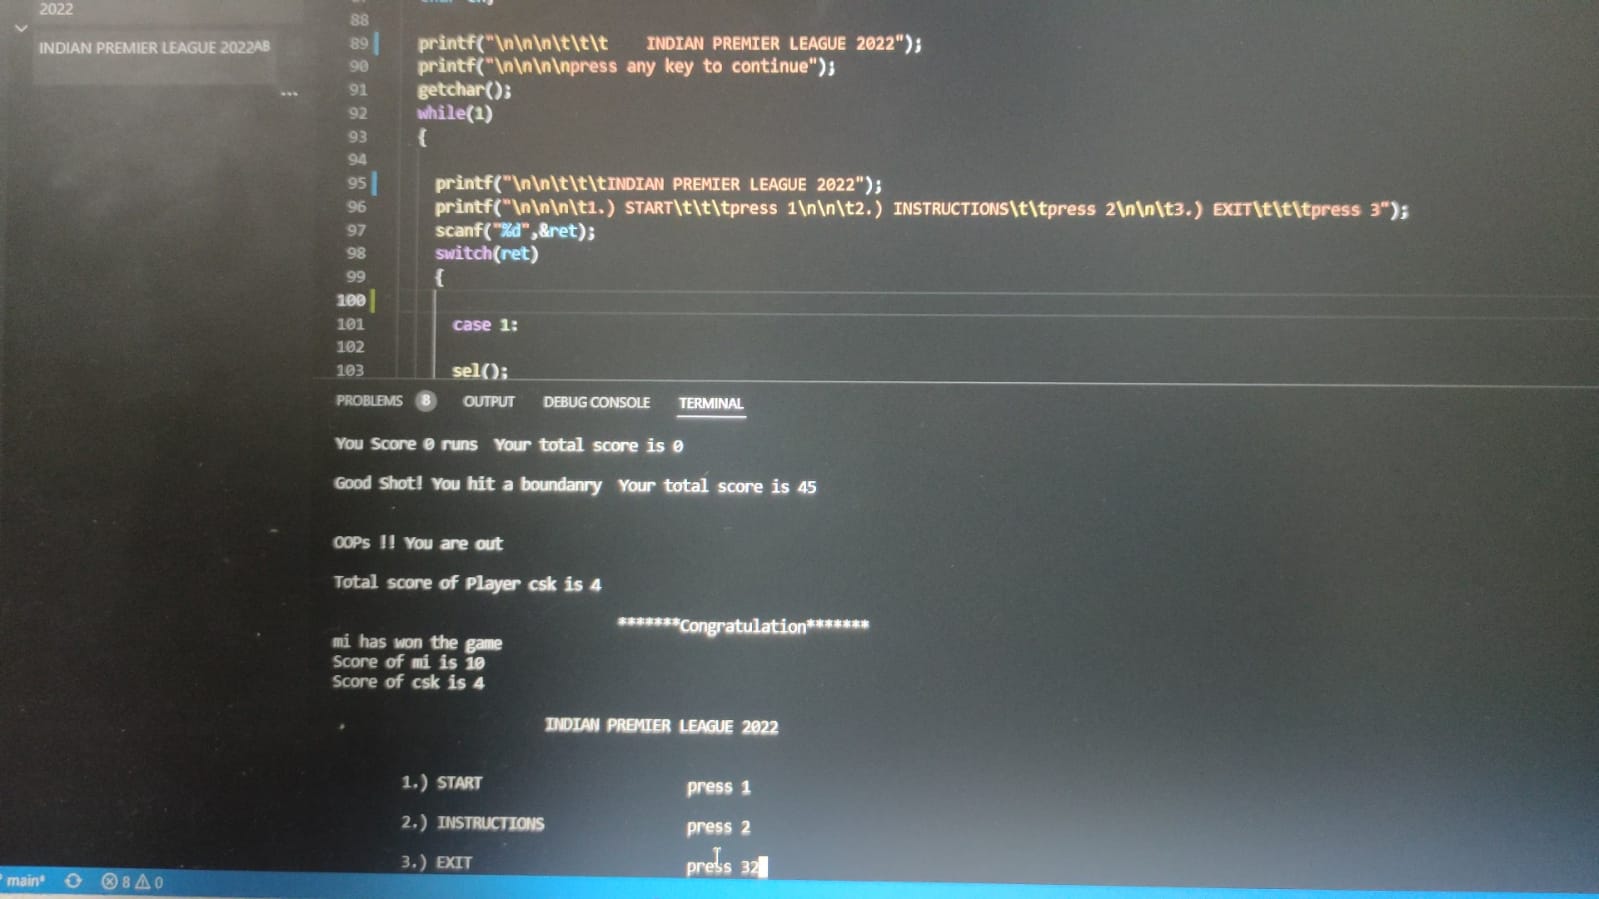 2022
INDIAN PREMIER LEAGUE 2022AB
...
88
89 printf("\n\n\n\t\t\t    INDIAN PREMIER LEAGUE 2022");
90 printf("\n\n\n\npress any key to continue");
91 getchar();
92 while(1)
93 {
94
95 printf("\n\n\t\t\tINDIAN PREMIER LEAGUE 2022");
96 printf("\n\n\n\t1.) START\t\t\tpress 1\n\n\t2.) INSTRUCTIONS\t\tpress 2\n\n\t3.) EXIT\t\t\tpress 3");
97 scanf("%d",&ret);
98 switch(ret)
99 {
100
101 case 1:
102
103 sel();
PROBLEMS 8 OUTPUT DEBUG CONSOLE TERMINAL
You Score 0 runs  Your total score is 0
Good Shot! You hit a boundanry  Your total score is 45
OOPs !! You are out
Total score of Player csk is 4
*******Congratulation*******
mi has won the game
Score of mi is 10
Score of csk is 4
INDIAN PREMIER LEAGUE 2022
1.) START press 1
2.) INSTRUCTIONS press 2
3.) EXIT press 32
main* 8 0